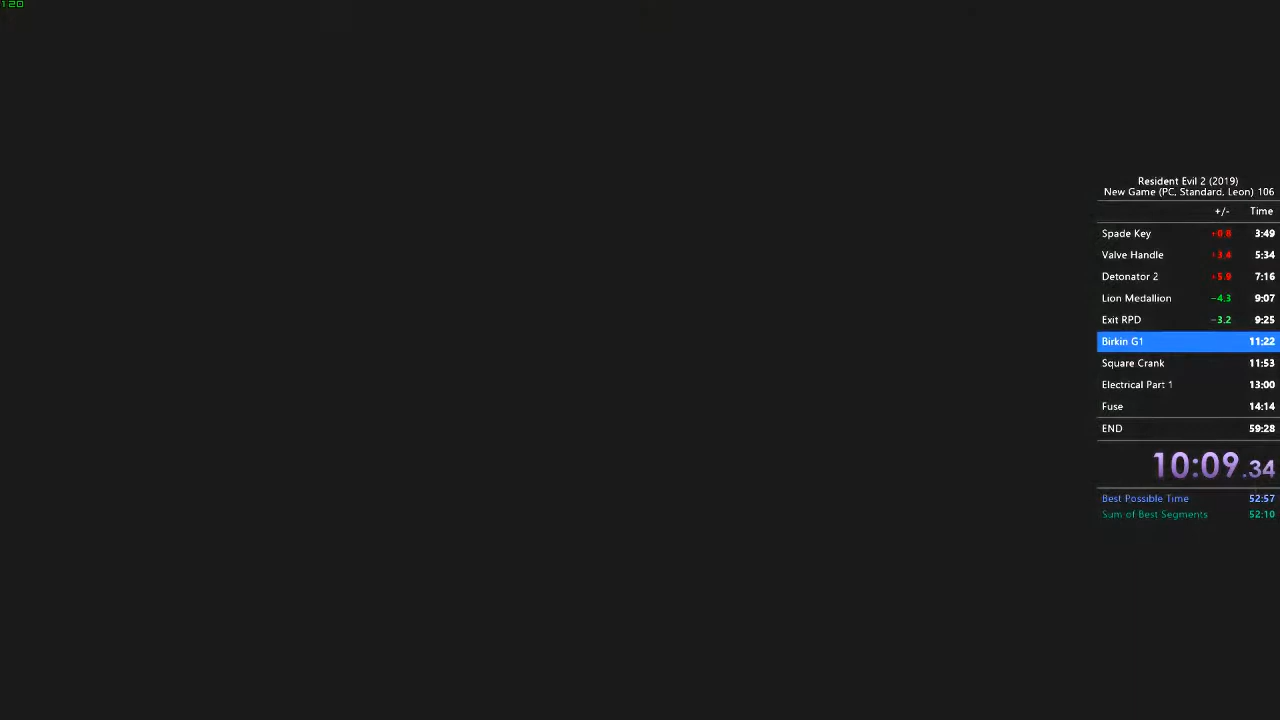 120
Resident Evil 2 (2019)
New Game (PC, Standard, Leon) 106
+/- Time
Spade Key +0.8 3:49
Valve Handle +3.4 5:34
Detonator 2 +5.9 7:16
Lion Medallion −4.3 9:07
Exit RPD −3.2 9:25
Birkin G1 11:22
Square Crank 11:53
Electrical Part 1 13:00
Fuse 14:14
END 59:28
10:09.34
Best Possible Time 52:57
Sum of Best Segments 52:10